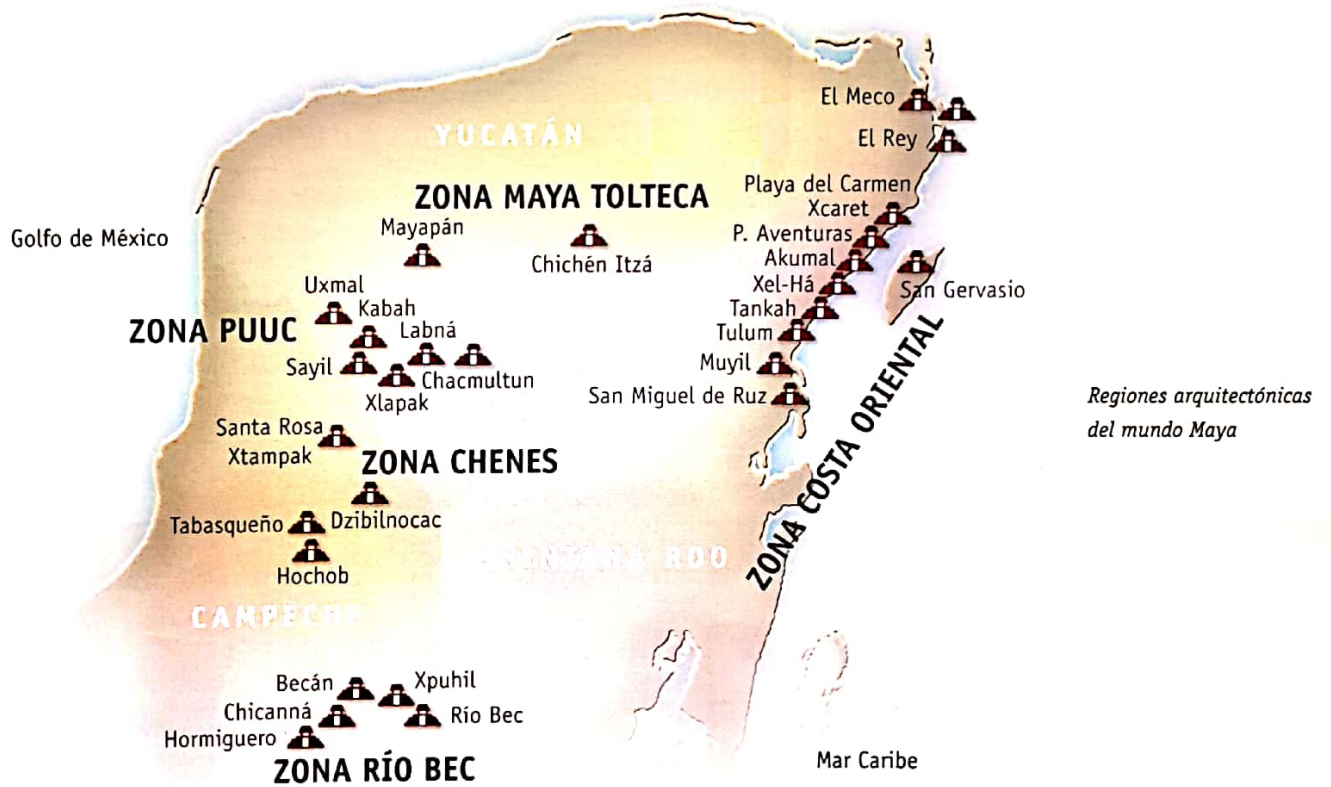 El Meco
El Rey
YUCATÁN
Playa del Carmen
ZONA MAYA TOLTECA
Xcaret
Mayapán
P. Aventuras
Golfo de México
Chichén Itzá
Akumal
Xel-Há
San Gervasio
Uxmal
Kabah
Tankah
ZONA PUUC
Labná
Tulum
Sayil
Chacmultun
Muyil
Xlapak
San Miguel de Ruz
Regiones arquitectónicas
del mundo Maya
Santa Rosa
Xtampak
ZONA CHENES
ZONA COSTA ORIENTAL
Tabasqueño
Dzibilnocac
QUINTANA ROO
Hochob
CAMPECHE
Becán
Xpuhil
Chicanná
Río Bec
Hormiguero
ZONA RÍO BEC
Mar Caribe